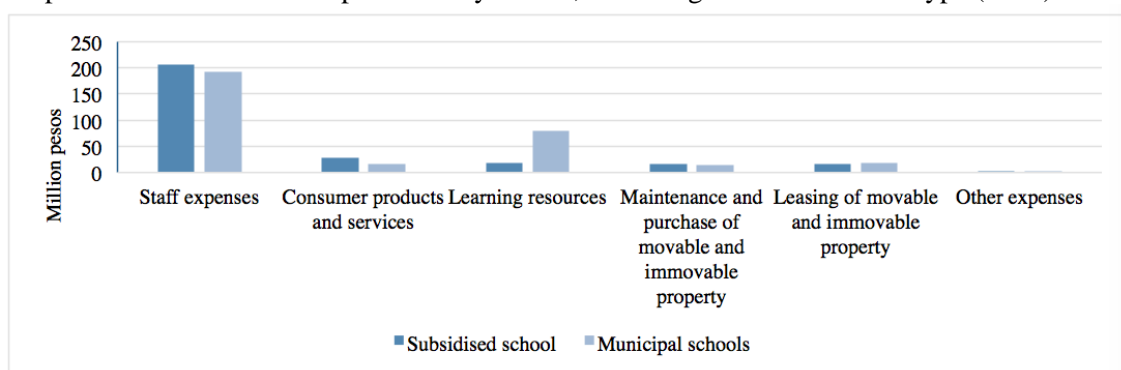 250
200
150
100
50
0
Million pesos
Staff expenses
Consumer products
and services
Learning resources
Maintenance and
purchase of
movable and
immovable
property
Leasing of movable
and immovable
property
Other expenses
Subsidised school
Municipal schools